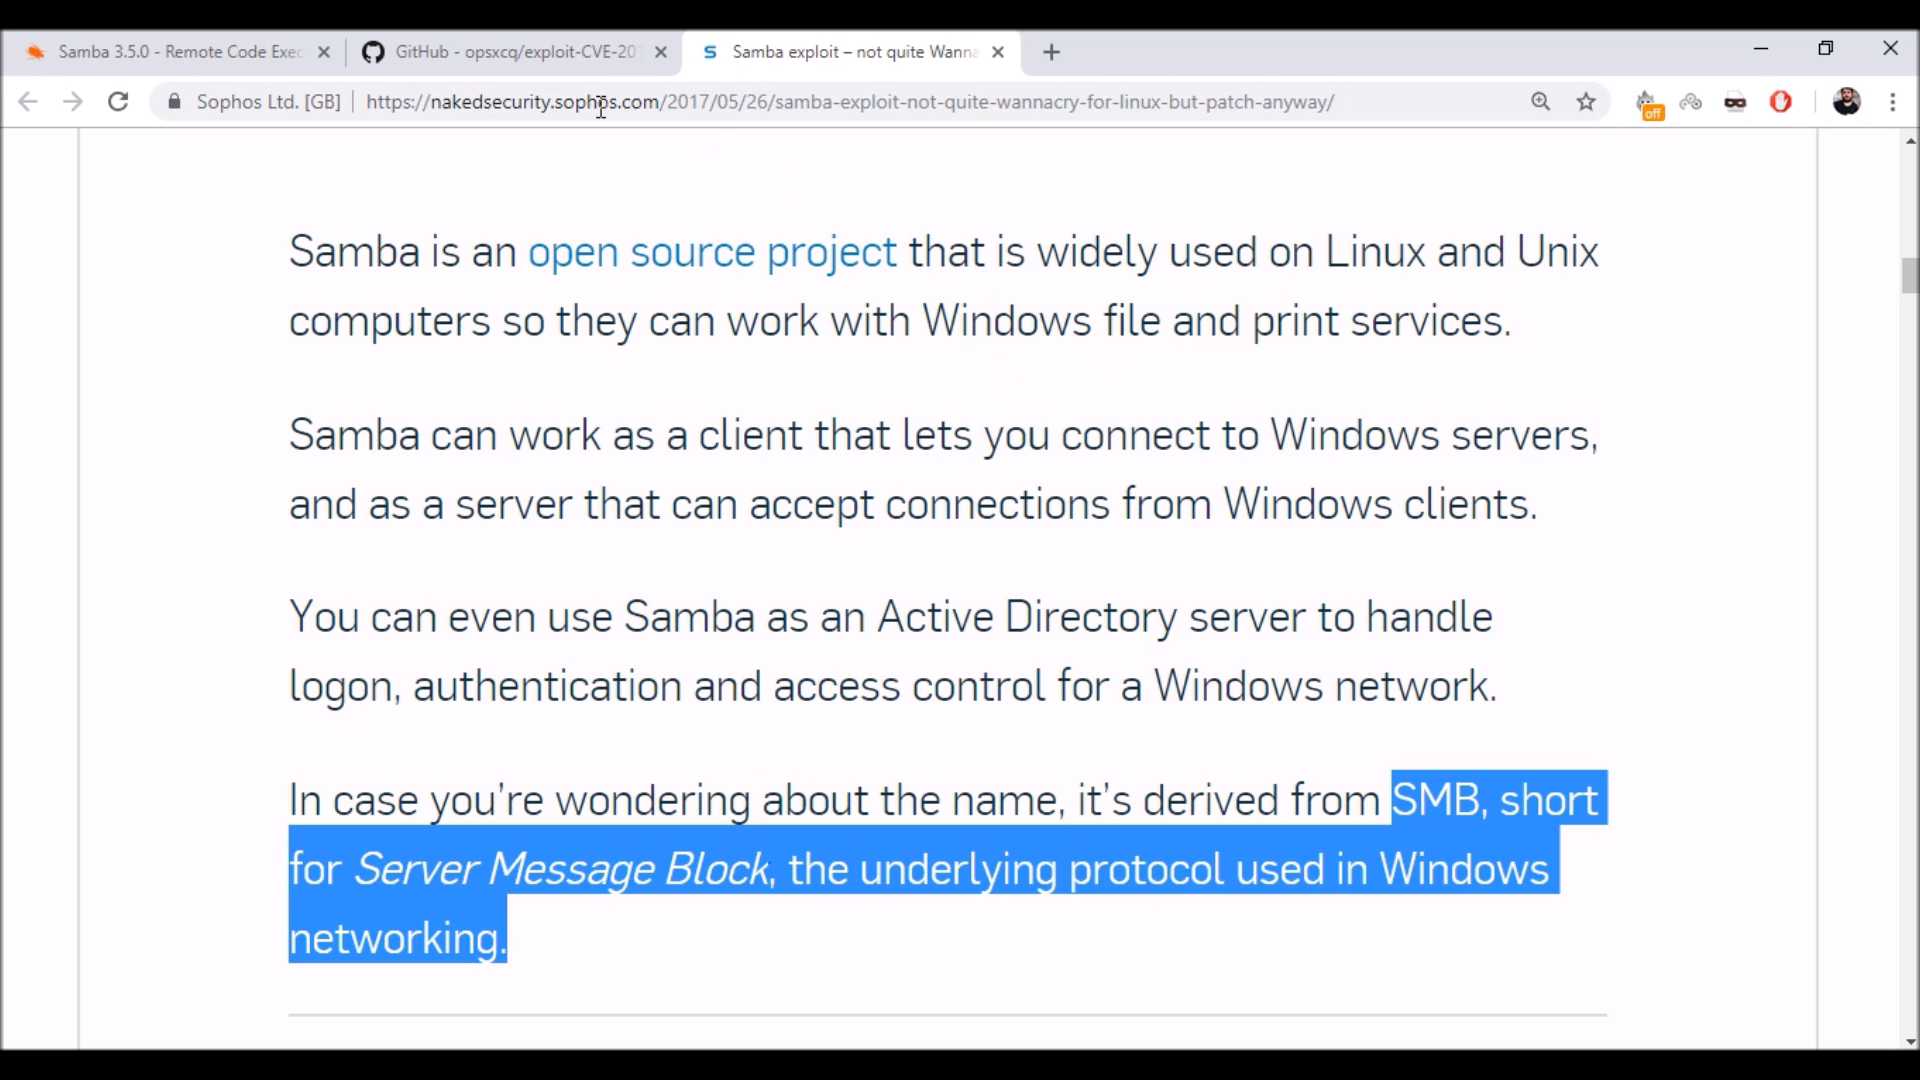 Samba 3.5.0 - Remote Code Exec
GitHub - opsxcq/exploit-CVE-20
Samba exploit – not quite Wanna
Sophos Ltd. [GB]
https://nakedsecurity.sophos.com/2017/05/26/samba-exploit-not-quite-wannacry-for-linux-but-patch-anyway/
off
Samba is an open source project that is widely used on Linux and Unix
computers so they can work with Windows file and print services.
Samba can work as a client that lets you connect to Windows servers,
and as a server that can accept connections from Windows clients.
You can even use Samba as an Active Directory server to handle
logon, authentication and access control for a Windows network.
In case you’re wondering about the name, it’s derived from SMB, short
for Server Message Block, the underlying protocol used in Windows
networking.